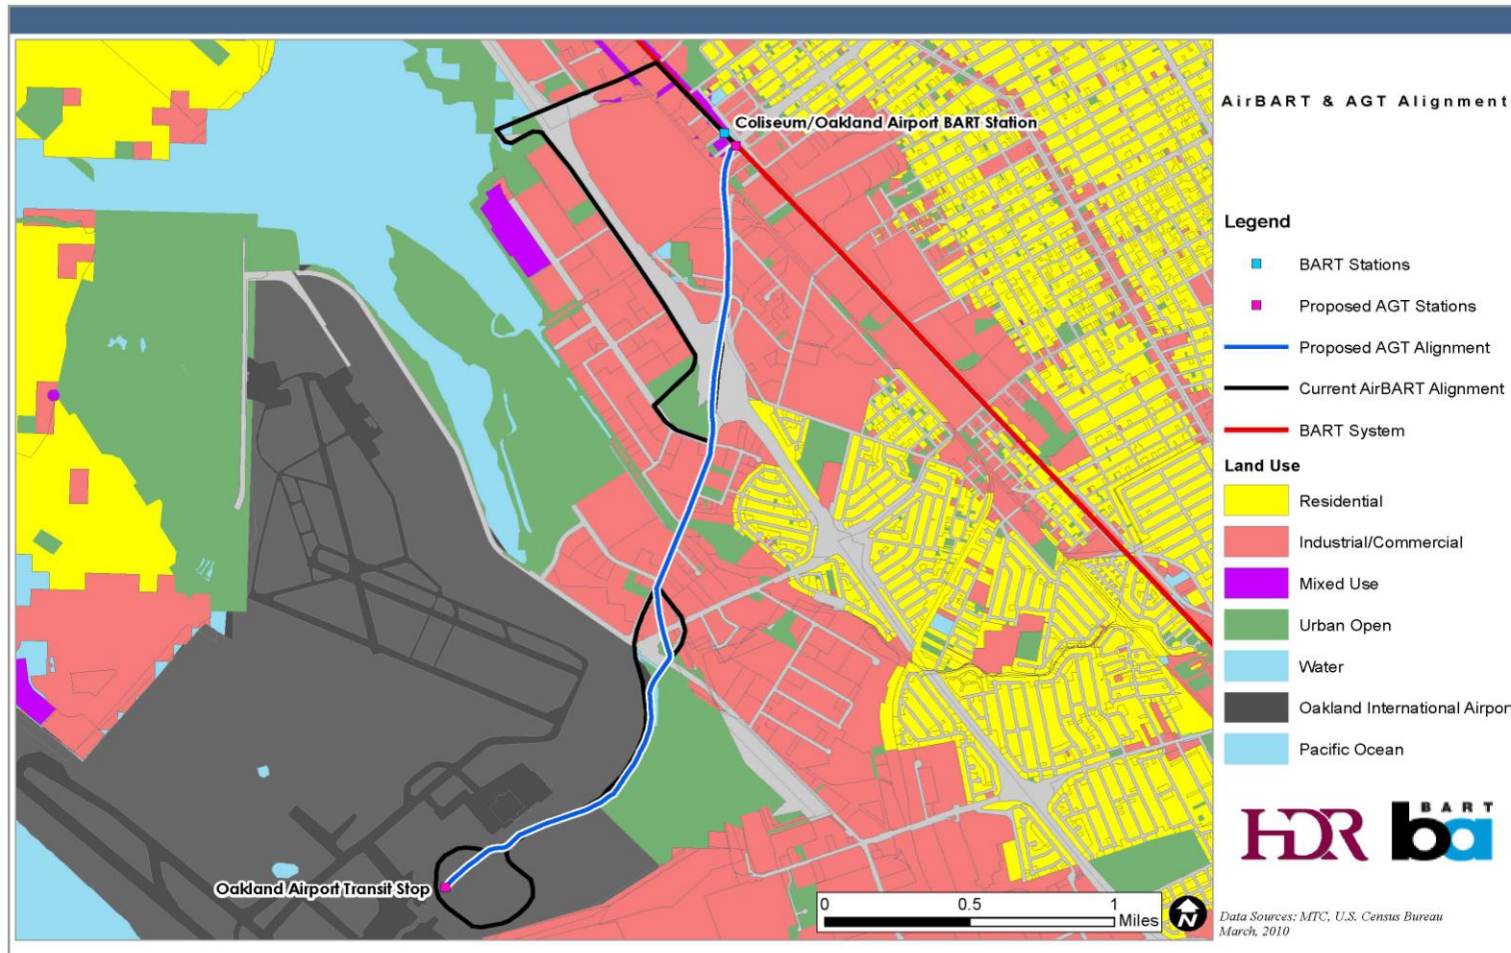 AirBART & AGT Alignment
Coliseum/Oakland Airport BART Station
Legend
BART Stations
Proposed AGT Stations
Proposed AGT Alignment
Current AirBART Alignment
BART System
Land Use
Residential
Industrial/Commercial
Mixed Use
Urban Open
Water
Oakland International Airport
Pacific Ocean
HDR
BART
ba
Oakland Airport Transit Stop
0 0.5 1
Miles
N
Data Sources: MTC, U.S. Census Bureau
March, 2010